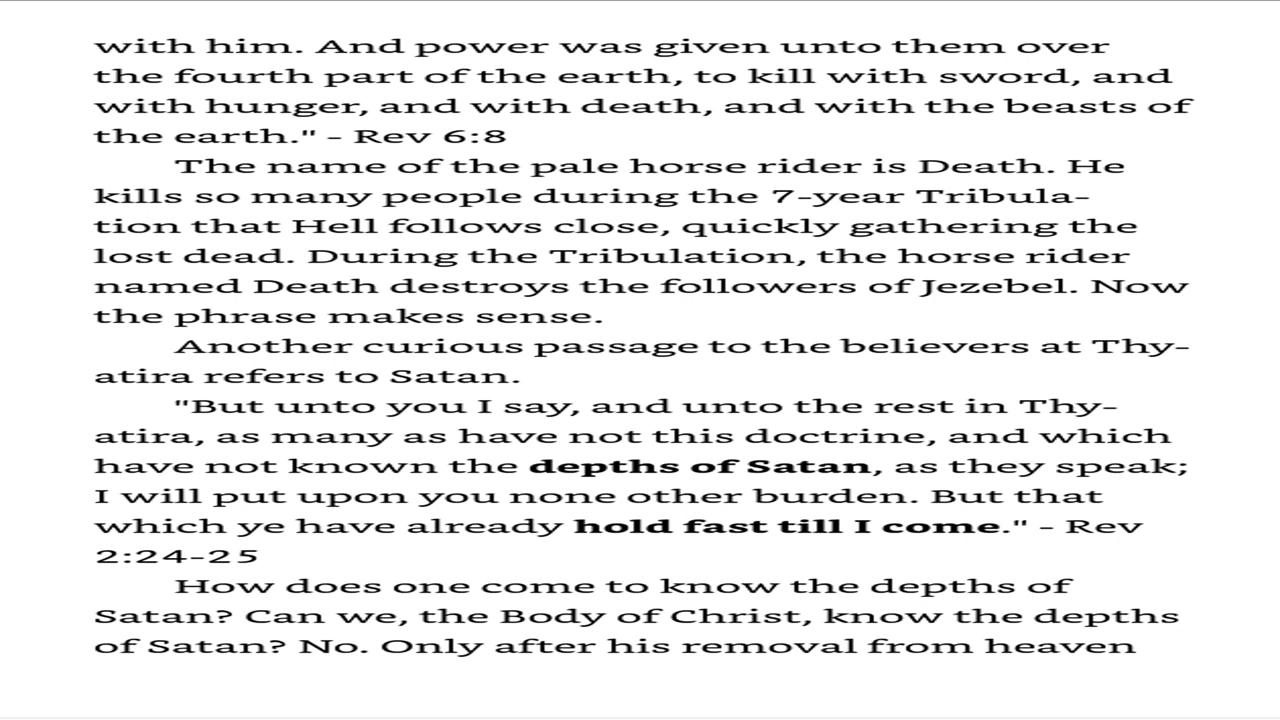 with him. And power was given unto them over
the fourth part of the earth, to kill with sword, and
with hunger, and with death, and with the beasts of
the earth." – Rev 6:8
The name of the pale horse rider is Death. He
kills so many people during the 7-year Tribula-
tion that Hell follows close, quickly gathering the
lost dead. During the Tribulation, the horse rider
named Death destroys the followers of Jezebel. Now
the phrase makes sense.
Another curious passage to the believers at Thy-
atira refers to Satan.
"But unto you I say, and unto the rest in Thy-
atira, as many as have not this doctrine, and which
have not known the depths of Satan, as they speak;
I will put upon you none other burden. But that
which ye have already hold fast till I come." – Rev
2:24-25
How does one come to know the depths of
Satan? Can we, the Body of Christ, know the depths
of Satan? No. Only after his removal from heaven